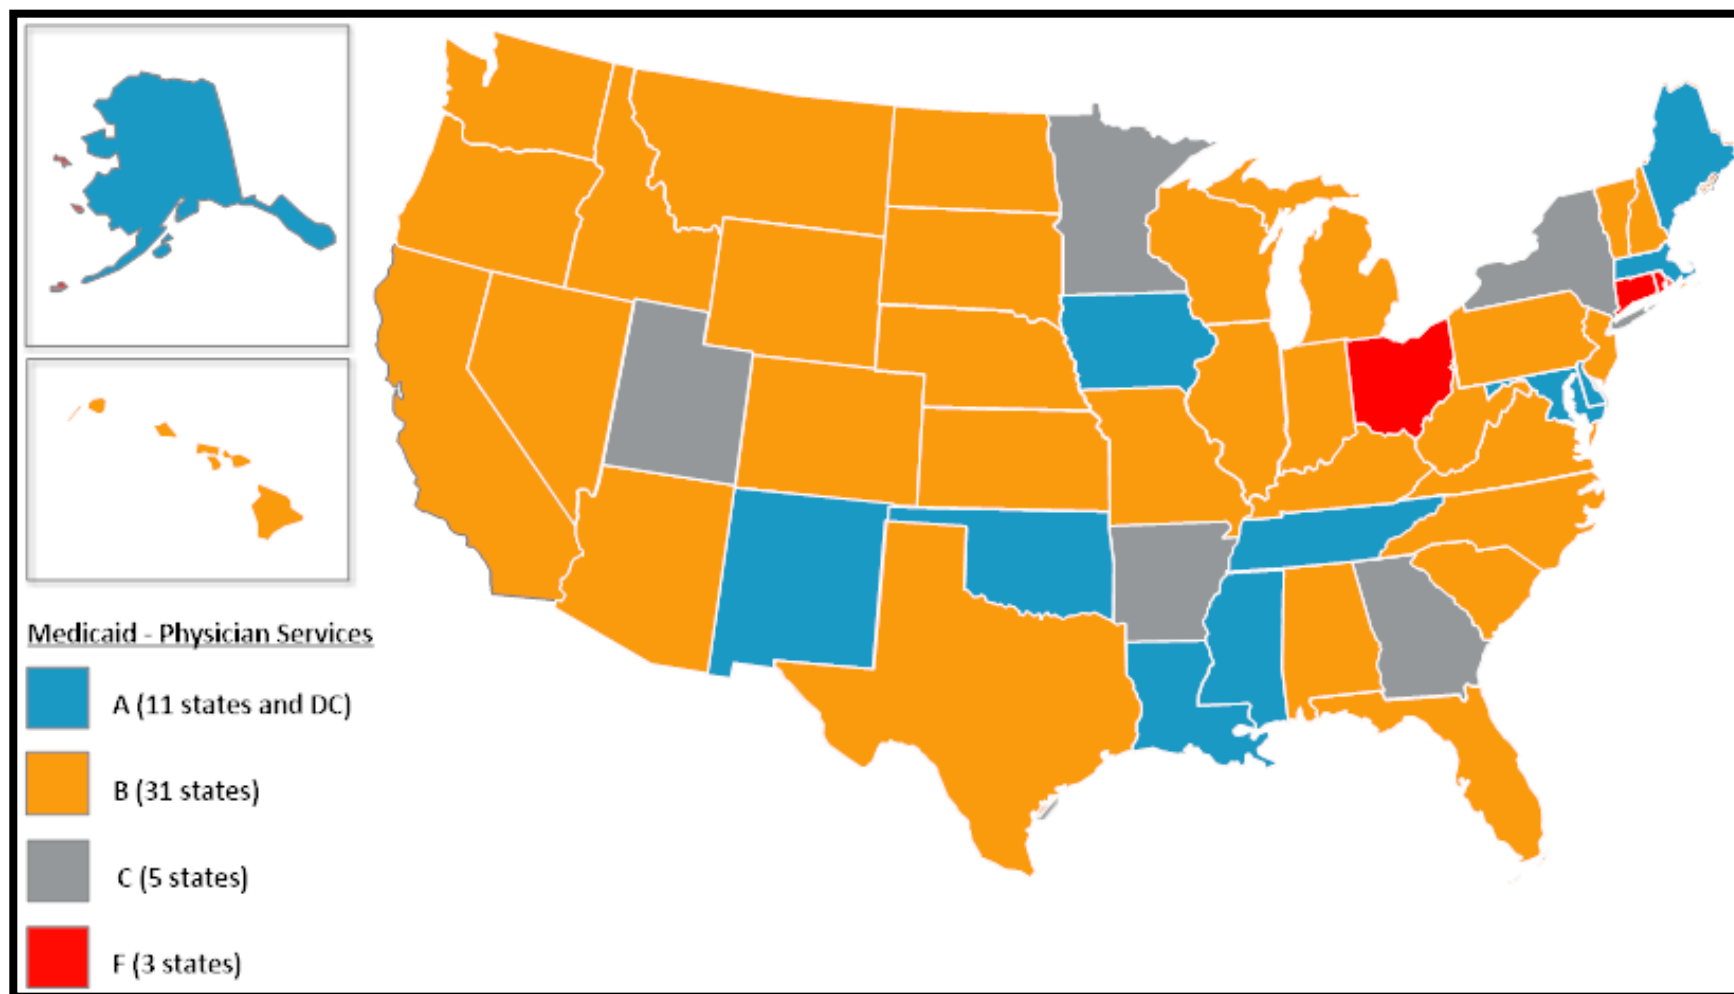 Medicaid - Physician Services
A (11 states and DC)
B (31 states)
C (5 states)
F (3 states)